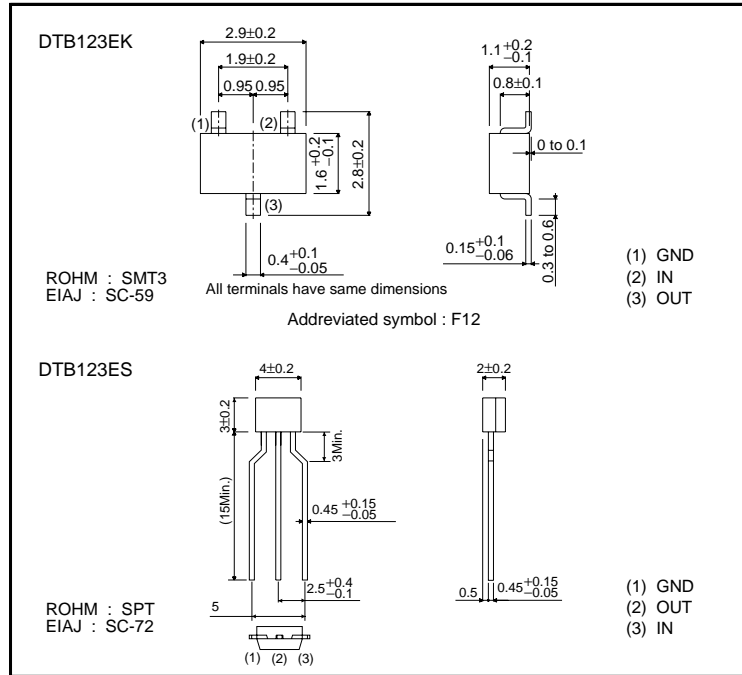 DTB123EK
2.9±0.2
1.9±0.2
0.95 0.95
(1) (2)
1.6 +0.2 −0.1
2.8±0.2
(3)
0.4 +0.1 −0.05
All terminals have same dimensions
1.1 +0.2 −0.1
0.8±0.1
0 to 0.1
0.15 +0.1 −0.06
0.3 to 0.6
ROHM : SMT3
EIAJ : SC-59
(1) GND
(2) IN
(3) OUT
Addreviated symbol : F12
DTB123ES
4±0.2
3±0.2
(15Min.)
3Min.
0.45 +0.15 −0.05
2.5 +0.4 −0.1
5
(1) (2) (3)
2±0.2
0.5
0.45 +0.15 −0.05
ROHM : SPT
EIAJ : SC-72
(1) GND
(2) OUT
(3) IN